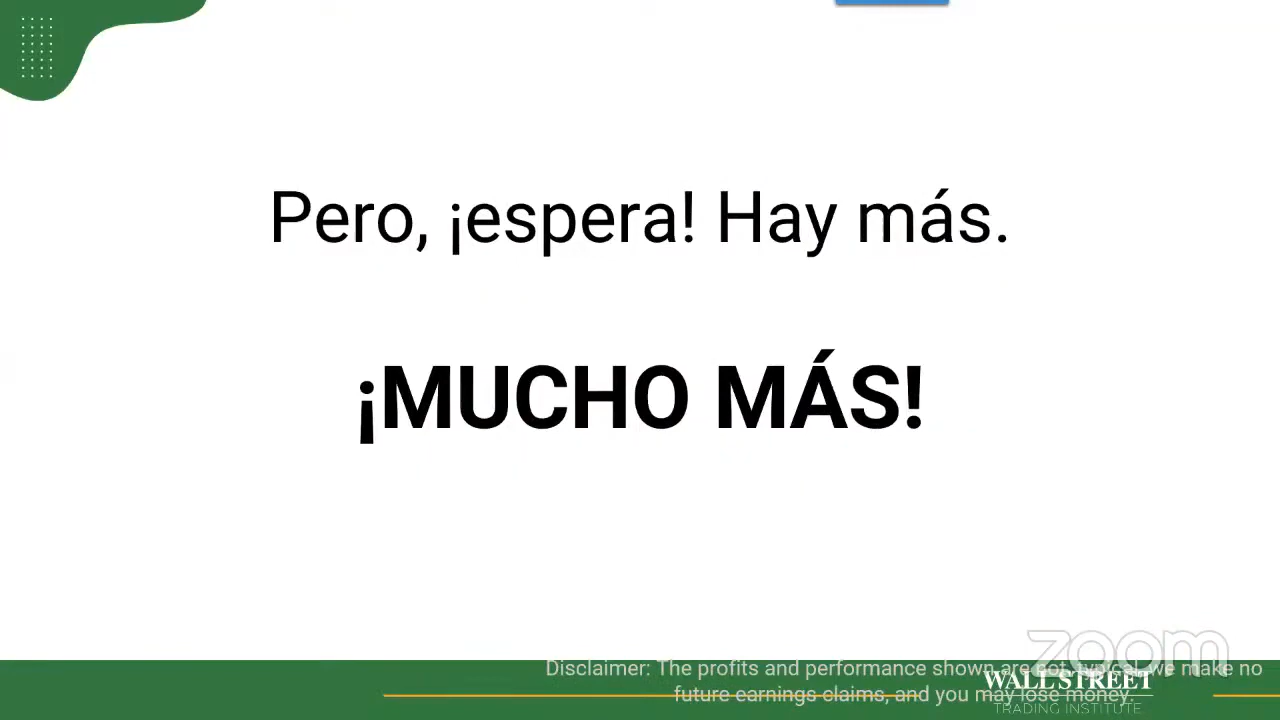 Pero, ¡espera! Hay más.
¡MUCHO MÁS!
zoom
Disclaimer: The profits and performance shown are not typical, we make no
future earnings claims, and you may lose money.
WALL STREET
TRADING INSTITUTE